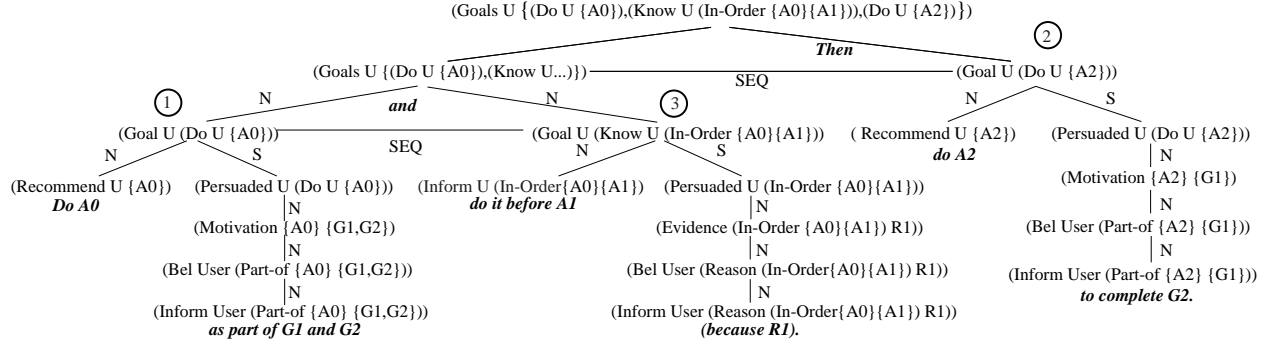 (Goals U {(Do U {A0}),(Know U (In-Order {A0}{A1})),(Do U {A2})})
Then
2
(Goals U {(Do U {A0}),(Know U...)})
SEQ
(Goal U (Do U {A2}))
1
N
and
N
3
N
S
(Goal U (Do U {A0}))
SEQ
(Goal U (Know U (In-Order {A0}{A1}))
( Recommend U {A2})
do A2
(Persuaded U (Do U {A2}))
N
S
N
S
N
(Recommend U {A0})
Do A0
(Persuaded U (Do U {A0}))
(Inform U (In-Order{A0}{A1})
do it before A1
(Persuaded U (In-Order {A0}{A1}))
(Motivation {A2} {G1})
N
N
N
(Motivation {A0} {G1,G2})
(Evidence (In-Order {A0}{A1}) R1))
(Bel User (Part-of {A2} {G1}))
N
N
N
(Bel User (Part-of {A0} {G1,G2}))
(Bel User (Reason (In-Order{A0}{A1}) R1))
(Inform User (Part-of {A2} {G1}))
to complete G2.
N
N
(Inform User (Part-of {A0} {G1,G2}))
as part of G1 and G2
(Inform User (Reason (In-Order{A0}{A1}) R1))
(because R1).